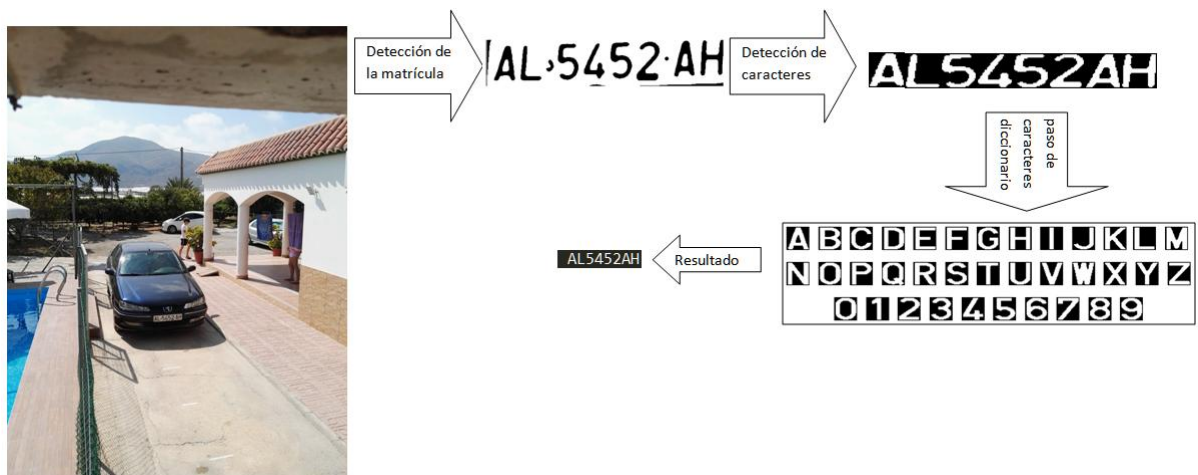 Detección de
la matrícula
AL·5452·AH
Detección de
caracteres
AL5452AH
paso de
caracteres
diccionario
ABCDEFGHIJKLM
NOPQRSTUVWXYZ
0123456789
Resultado
AL5452AH
AL5452AH